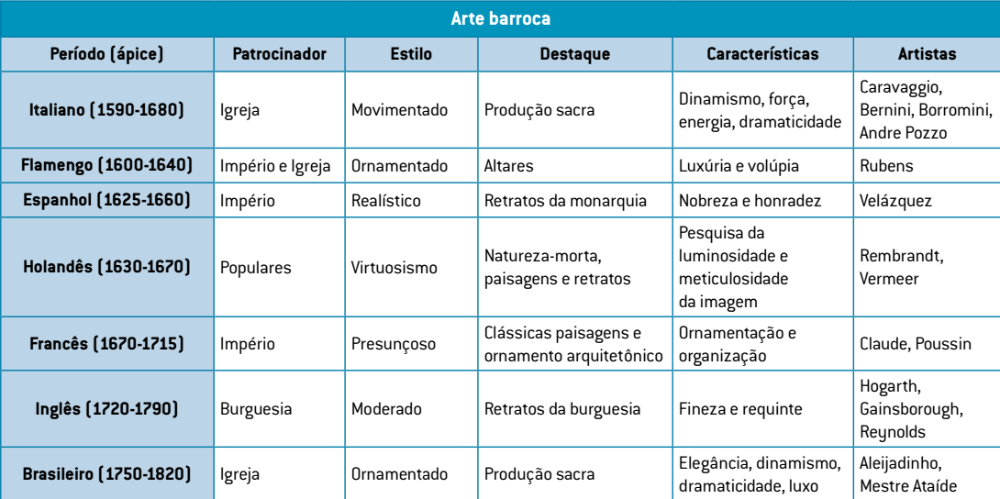 Arte barroca
Período (ápice)
Patrocinador
Estilo
Destaque
Características
Artistas
Italiano (1590-1680)
Igreja
Movimentado
Produção sacra
Dinamismo, força,
energia, dramaticidade
Caravaggio,
Bernini, Borromini,
Andre Pozzo
Flamengo (1600-1640)
Império e Igreja
Ornamentado
Altares
Luxúria e volúpia
Rubens
Espanhol (1625-1660)
Império
Realístico
Retratos da monarquia
Nobreza e honradez
Velázquez
Holandês (1630-1670)
Populares
Virtuosismo
Natureza-morta,
paisagens e retratos
Pesquisa da
luminosidade e
meticulosidade
da imagem
Rembrandt,
Vermeer
Francês (1670-1715)
Império
Presunçoso
Clássicas paisagens e
ornamento arquitetônico
Ornamentação e
organização
Claude, Poussin
Inglês (1720-1790)
Burguesia
Moderado
Retratos da burguesia
Fineza e requinte
Hogarth,
Gainsborough,
Reynolds
Brasileiro (1750-1820)
Igreja
Ornamentado
Produção sacra
Elegância, dinamismo,
dramaticidade, luxo
Aleijadinho,
Mestre Ataíde